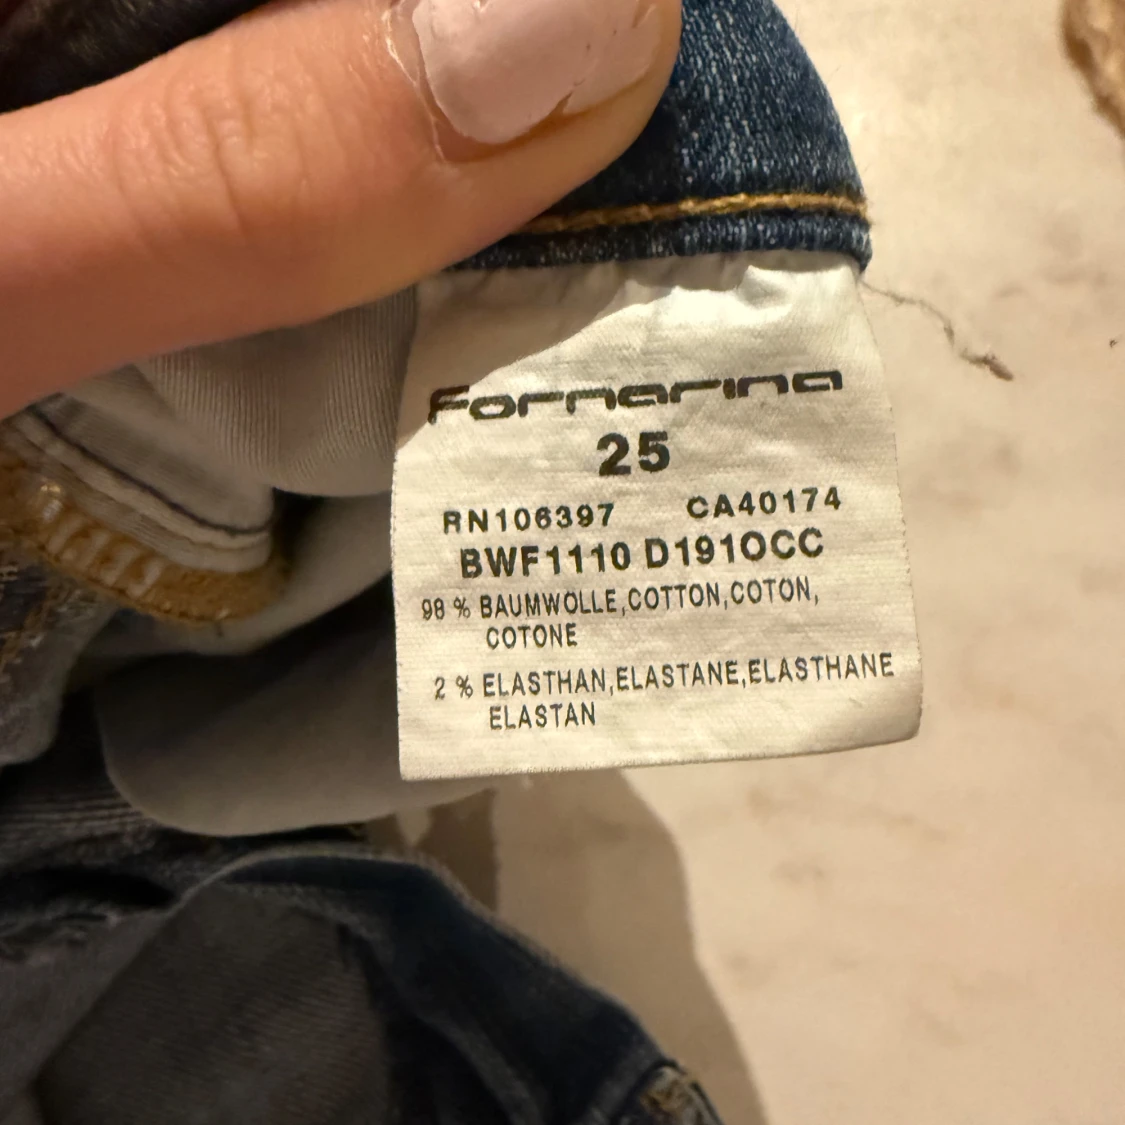 Fornarina
25
RN106397 CA40174
BWF1110 D191OCC
98 % BAUMWOLLE,COTTON,COTON,
COTONE
2 % ELASTHAN,ELASTANE,ELASTHANE
ELASTAN